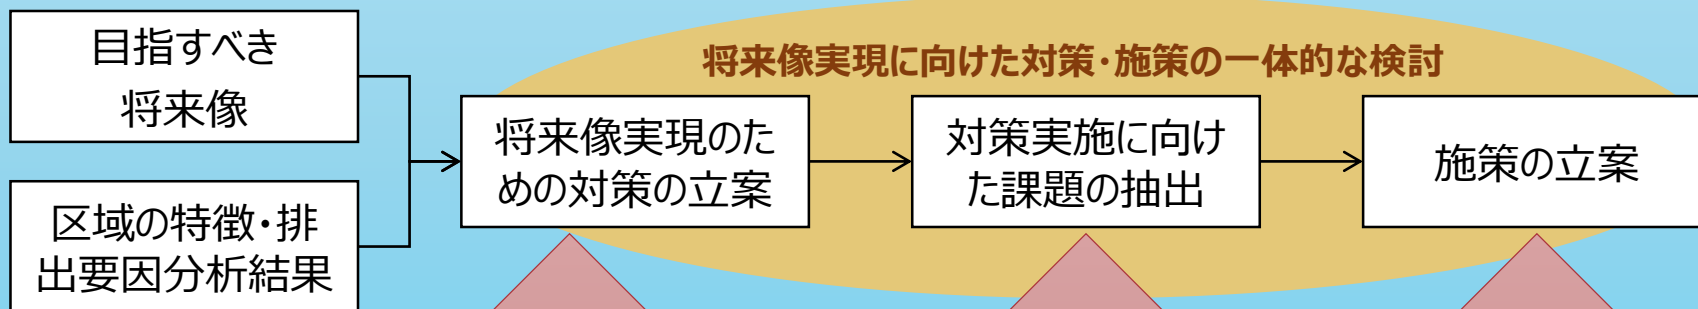 目指すべき
将来像
区域の特徴・排
出要因分析結果
将来像実現に向けた対策・施策の一体的な検討
将来像実現のた
めの対策の立案
対策実施に向け
た課題の抽出
施策の立案